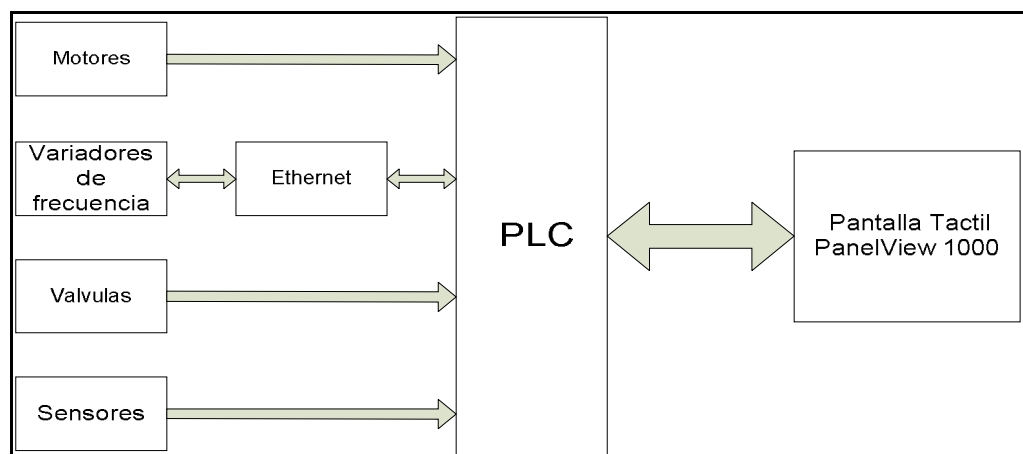 Motores
Variadores
de
frecuencia
Ethernet
Valvulas
Sensores
PLC
Pantalla Tactil
PanelView 1000